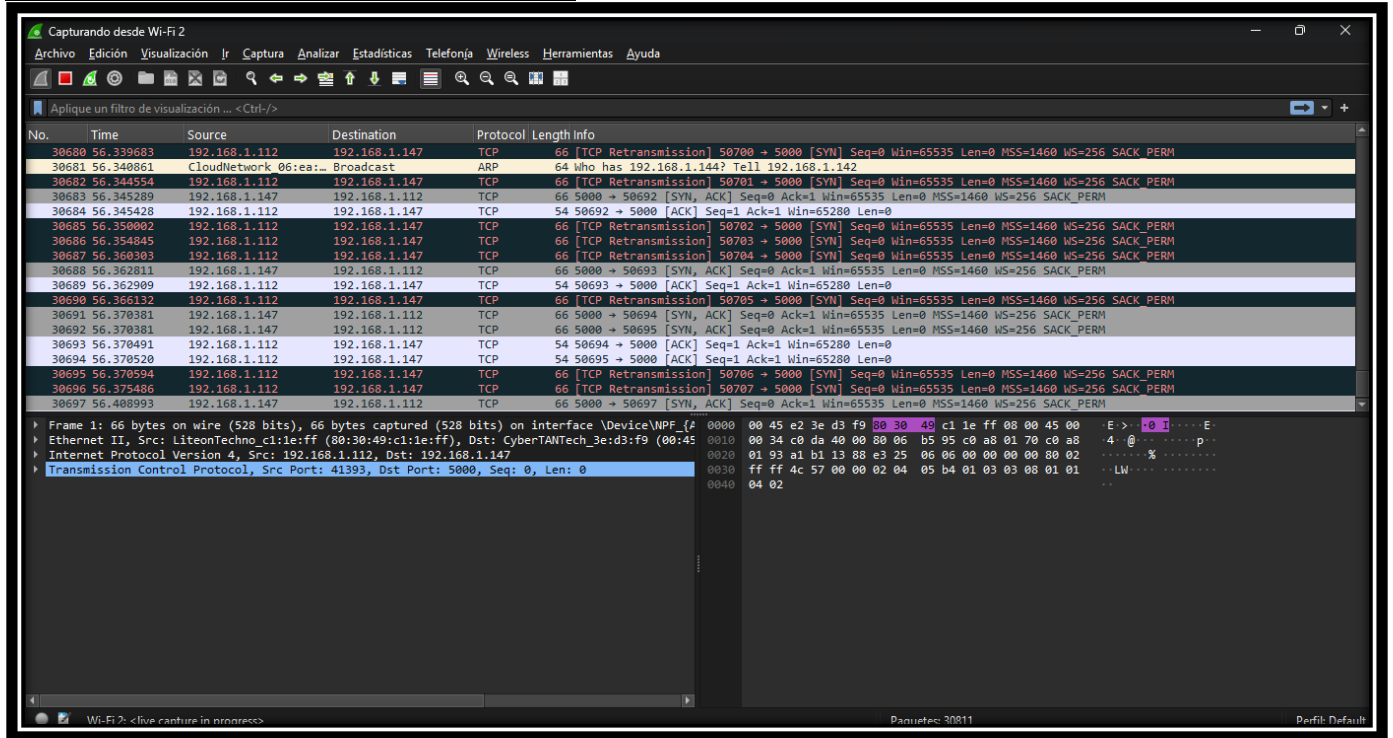 Capturando desde Wi-Fi 2
Archivo Edición Visualización Ir Captura Analizar Estadísticas Telefonía Wireless Herramientas Ayuda
Aplique un filtro de visualización ... <Ctrl-/>
No. Time Source Destination Protocol Length Info
30680 56.339683 192.168.1.112 192.168.1.147 TCP 66 [TCP Retransmission] 50700 → 5000 [SYN] Seq=0 Win=65535 Len=0 MSS=1460 WS=256 SACK_PERM
30681 56.340861 CloudNetwork_06:ea:… Broadcast ARP 64 Who has 192.168.1.144? Tell 192.168.1.142
30682 56.344554 192.168.1.112 192.168.1.147 TCP 66 [TCP Retransmission] 50701 → 5000 [SYN] Seq=0 Win=65535 Len=0 MSS=1460 WS=256 SACK_PERM
30683 56.345289 192.168.1.147 192.168.1.112 TCP 66 5000 → 50692 [SYN, ACK] Seq=0 Ack=1 Win=65535 Len=0 MSS=1460 WS=256 SACK_PERM
30684 56.345428 192.168.1.112 192.168.1.147 TCP 54 50692 → 5000 [ACK] Seq=1 Ack=1 Win=65280 Len=0
30685 56.350002 192.168.1.112 192.168.1.147 TCP 66 [TCP Retransmission] 50702 → 5000 [SYN] Seq=0 Win=65535 Len=0 MSS=1460 WS=256 SACK_PERM
30686 56.354845 192.168.1.112 192.168.1.147 TCP 66 [TCP Retransmission] 50703 → 5000 [SYN] Seq=0 Win=65535 Len=0 MSS=1460 WS=256 SACK_PERM
30687 56.360303 192.168.1.112 192.168.1.147 TCP 66 [TCP Retransmission] 50704 → 5000 [SYN] Seq=0 Win=65535 Len=0 MSS=1460 WS=256 SACK_PERM
30688 56.362811 192.168.1.147 192.168.1.112 TCP 66 5000 → 50693 [SYN, ACK] Seq=0 Ack=1 Win=65535 Len=0 MSS=1460 WS=256 SACK_PERM
30689 56.362909 192.168.1.112 192.168.1.147 TCP 54 50693 → 5000 [ACK] Seq=1 Ack=1 Win=65280 Len=0
30690 56.366132 192.168.1.112 192.168.1.147 TCP 66 [TCP Retransmission] 50705 → 5000 [SYN] Seq=0 Win=65535 Len=0 MSS=1460 WS=256 SACK_PERM
30691 56.370381 192.168.1.147 192.168.1.112 TCP 66 5000 → 50694 [SYN, ACK] Seq=0 Ack=1 Win=65535 Len=0 MSS=1460 WS=256 SACK_PERM
30692 56.370381 192.168.1.147 192.168.1.112 TCP 66 5000 → 50695 [SYN, ACK] Seq=0 Ack=1 Win=65535 Len=0 MSS=1460 WS=256 SACK_PERM
30693 56.370491 192.168.1.112 192.168.1.147 TCP 54 50694 → 5000 [ACK] Seq=1 Ack=1 Win=65280 Len=0
30694 56.370520 192.168.1.112 192.168.1.147 TCP 54 50695 → 5000 [ACK] Seq=1 Ack=1 Win=65280 Len=0
30695 56.370594 192.168.1.112 192.168.1.147 TCP 66 [TCP Retransmission] 50706 → 5000 [SYN] Seq=0 Win=65535 Len=0 MSS=1460 WS=256 SACK_PERM
30696 56.375486 192.168.1.112 192.168.1.147 TCP 66 [TCP Retransmission] 50707 → 5000 [SYN] Seq=0 Win=65535 Len=0 MSS=1460 WS=256 SACK_PERM
30697 56.408993 192.168.1.147 192.168.1.112 TCP 66 5000 → 50697 [SYN, ACK] Seq=0 Ack=1 Win=65535 Len=0 MSS=1460 WS=256 SACK_PERM
Frame 1: 66 bytes on wire (528 bits), 66 bytes captured (528 bits) on interface \Device\NPF_{A
Ethernet II, Src: LiteonTechno_c1:1e:ff (80:30:49:c1:1e:ff), Dst: CyberTANTech_3e:d3:f9 (00:45
Internet Protocol Version 4, Src: 192.168.1.112, Dst: 192.168.1.147
Transmission Control Protocol, Src Port: 41393, Dst Port: 5000, Seq: 0, Len: 0
0000 00 45 e2 3e d3 f9 80 30 49 c1 1e ff 08 00 45 00 ·E·>···0 I·····E·
0010 00 34 c0 da 40 00 80 06 b5 95 c0 a8 01 70 c0 a8 ·4··@··· ·····p··
0020 01 93 a1 b1 13 88 e3 25 06 06 00 00 00 00 80 02 ·······% ········
0030 ff ff 4c 57 00 00 02 04 05 b4 01 03 03 08 01 01 ··LW···· ········
0040 04 02 ··
Wi-Fi 2: <live capture in progress> Paquetes: 30811 Perfil: Default